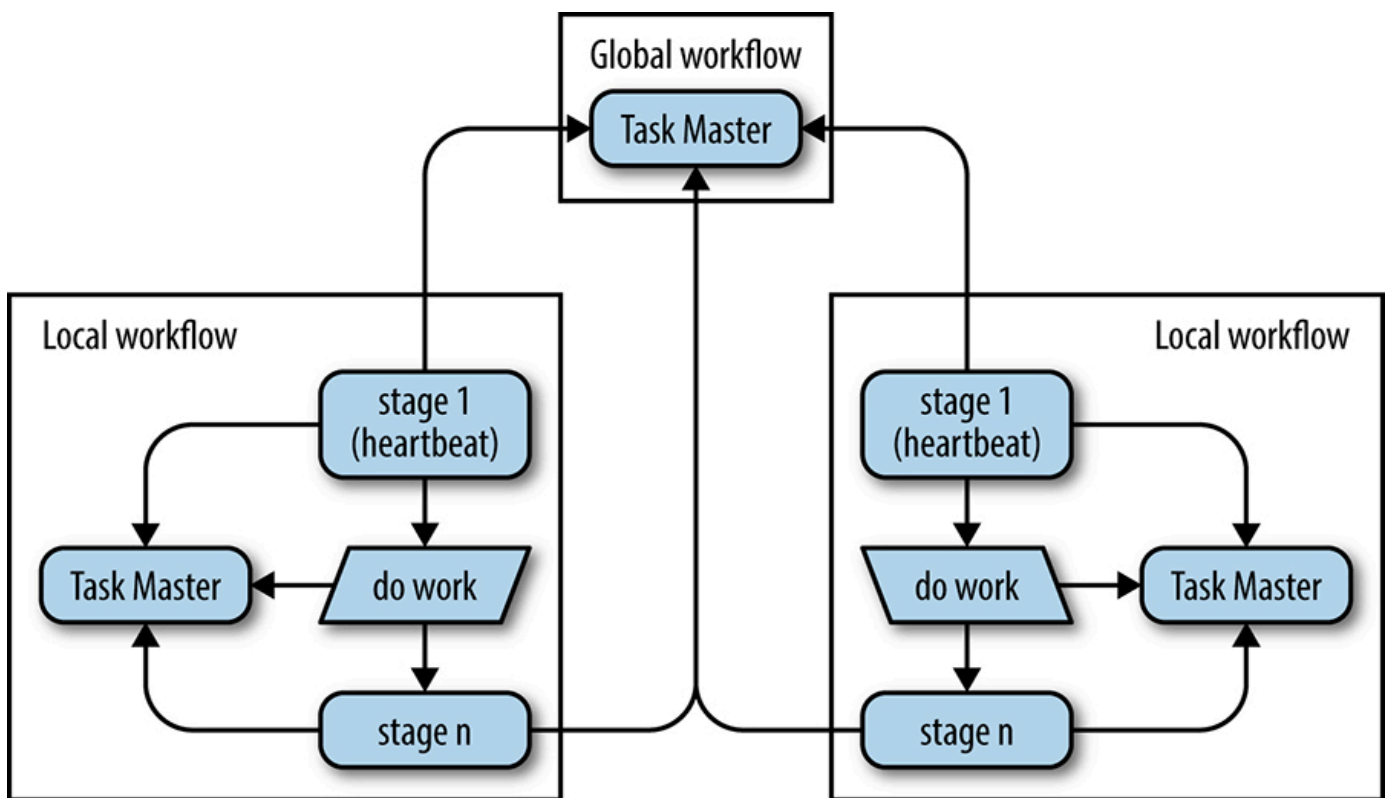 Global workflow
Task Master
Local workflow
stage 1
(heartbeat)
Task Master
do work
stage n
Local workflow
stage 1
(heartbeat)
do work
Task Master
stage n